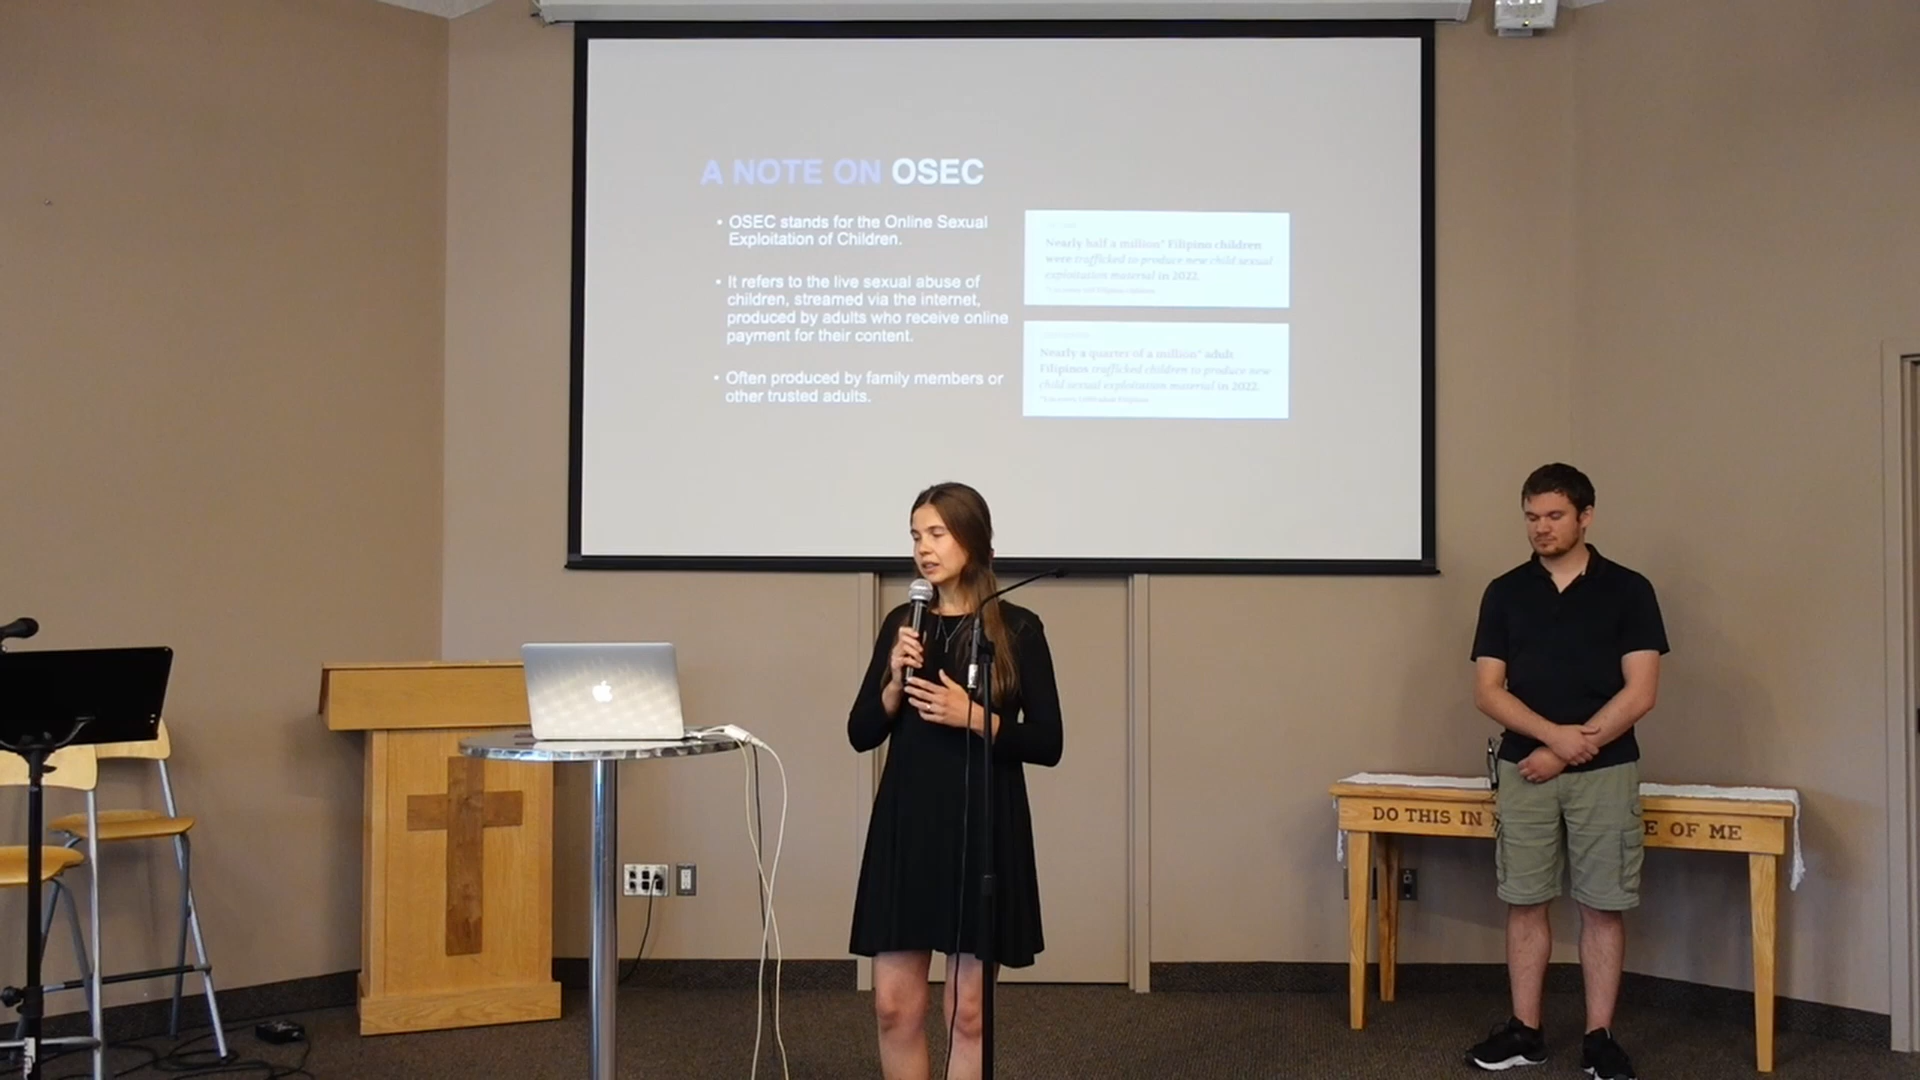 A NOTE ON OSEC
• OSEC stands for the Online Sexual
Exploitation of Children.
• It refers to the live sexual abuse of
children, streamed via the internet,
produced by adults who receive online
payment for their content.
• Often produced by family members or
other trusted adults.
Nearly half a million* Filipino children
were trafficked to produce new child sexual
exploitation material in 2022.
Nearly a quarter of a million* adult
Filipinos trafficked children to produce new
child sexual exploitation material in 2022.
DO THIS IN
E OF ME